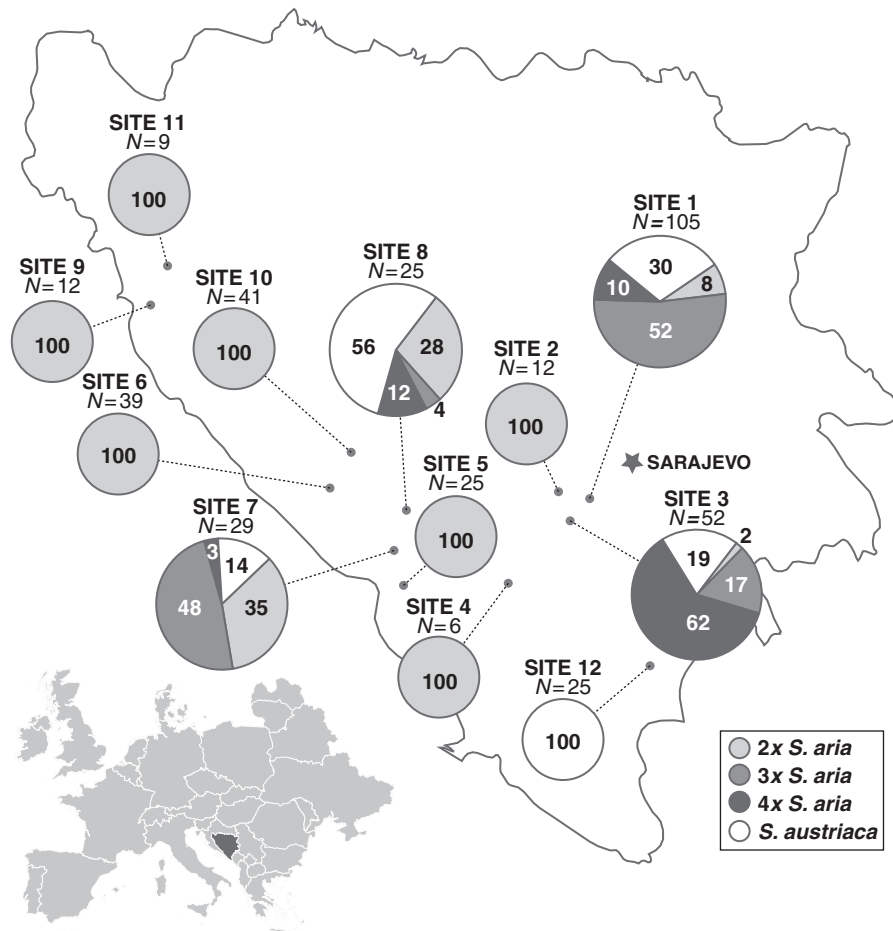 SITE 11
N=9
100
SITE 9
N=12
100
SITE 10
N=41
100
SITE 8
N=25
56
28
12
4
SITE 1
N=105
30
8
10
52
SITE 2
N=12
100
SITE 6
N=39
100
SITE 5
N=25
100
SARAJEVO
SITE 7
N=29
3
14
48
35
SITE 3
N=52
2
19
17
62
SITE 4
N=6
100
SITE 12
N=25
100
2x S. aria
3x S. aria
4x S. aria
S. austriaca